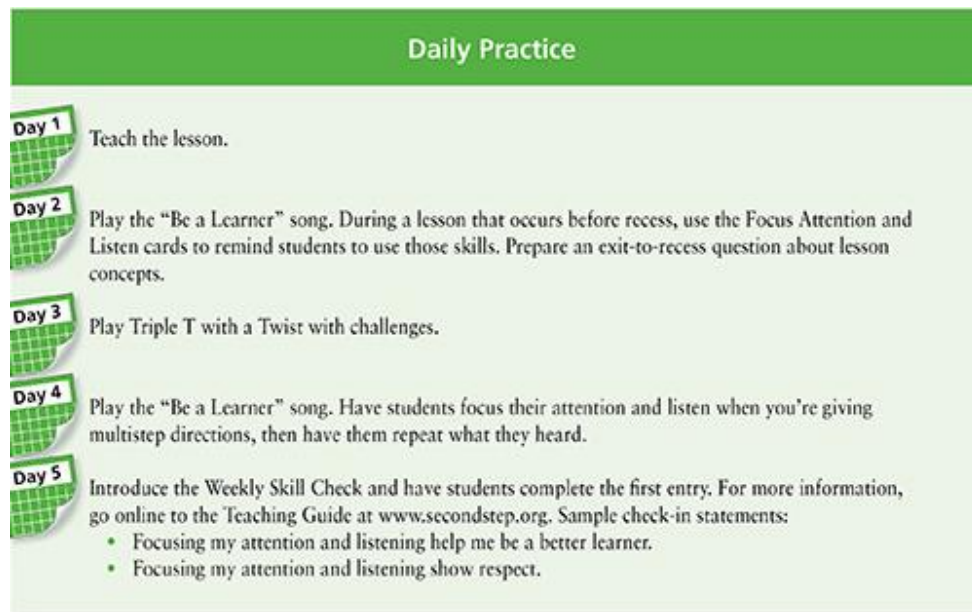 Daily Practice
Day 1
Teach the lesson.
Day 2
Play the “Be a Learner” song. During a lesson that occurs before recess, use the Focus Attention and
Listen cards to remind students to use those skills. Prepare an exit-to-recess question about lesson
concepts.
Day 3
Play Triple T with a Twist with challenges.
Day 4
Play the “Be a Learner” song. Have students focus their attention and listen when you’re giving
multistep directions, then have them repeat what they heard.
Day 5
Introduce the Weekly Skill Check and have students complete the first entry. For more information,
go online to the Teaching Guide at www.secondstep.org. Sample check-in statements:
• Focusing my attention and listening help me be a better learner.
• Focusing my attention and listening show respect.